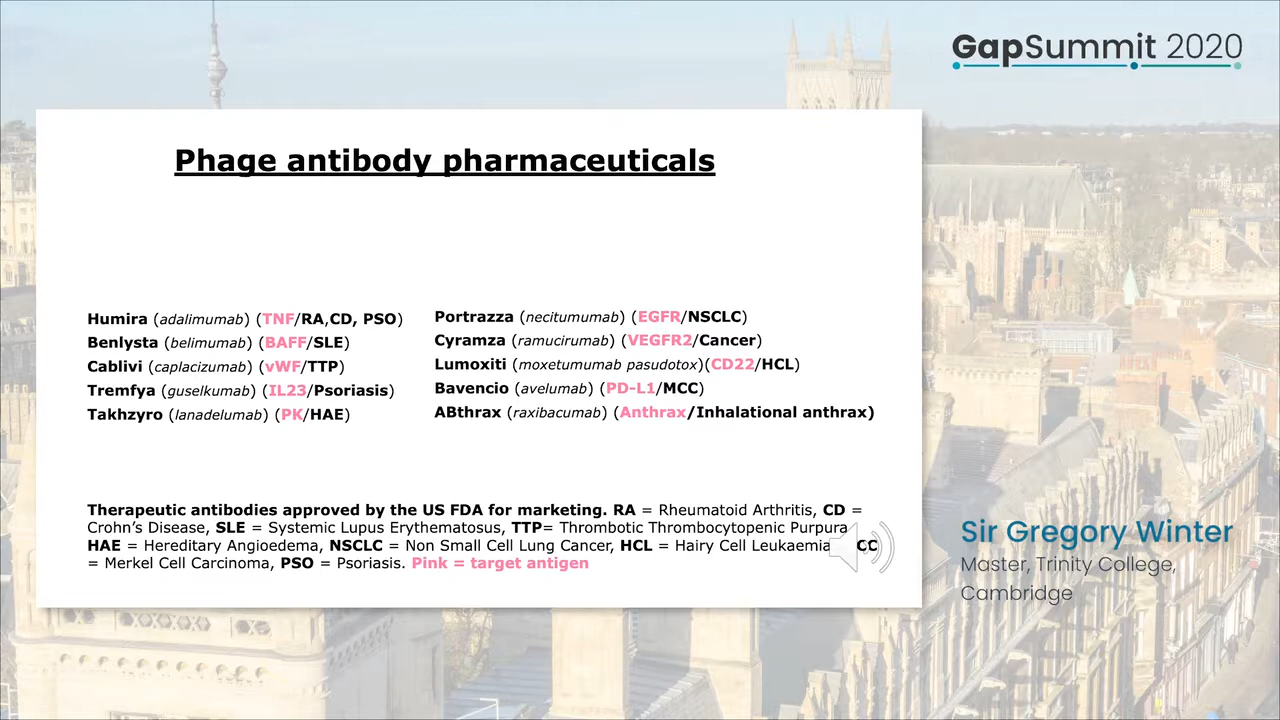 GapSummit 2020
Phage antibody pharmaceuticals
Humira (adalimumab) (TNF/RA,CD, PSO)
Benlysta (belimumab) (BAFF/SLE)
Cablivi (caplacizumab) (vWF/TTP)
Tremfya (guselkumab) (IL23/Psoriasis)
Takhzyro (lanadelumab) (PK/HAE)
Portrazza (necitumumab) (EGFR/NSCLC)
Cyramza (ramucirumab) (VEGFR2/Cancer)
Lumoxiti (moxetumumab pasudotox)(CD22/HCL)
Bavencio (avelumab) (PD-L1/MCC)
ABthrax (raxibacumab) (Anthrax/Inhalational anthrax)
Therapeutic antibodies approved by the US FDA for marketing. RA = Rheumatoid Arthritis, CD =
Crohn's Disease, SLE = Systemic Lupus Erythematosus, TTP= Thrombotic Thrombocytopenic Purpura
HAE = Hereditary Angioedema, NSCLC = Non Small Cell Lung Cancer, HCL = Hairy Cell Leukaemia CC
= Merkel Cell Carcinoma, PSO = Psoriasis. Pink = target antigen
Sir Gregory Winter
Master, Trinity College,
Cambridge